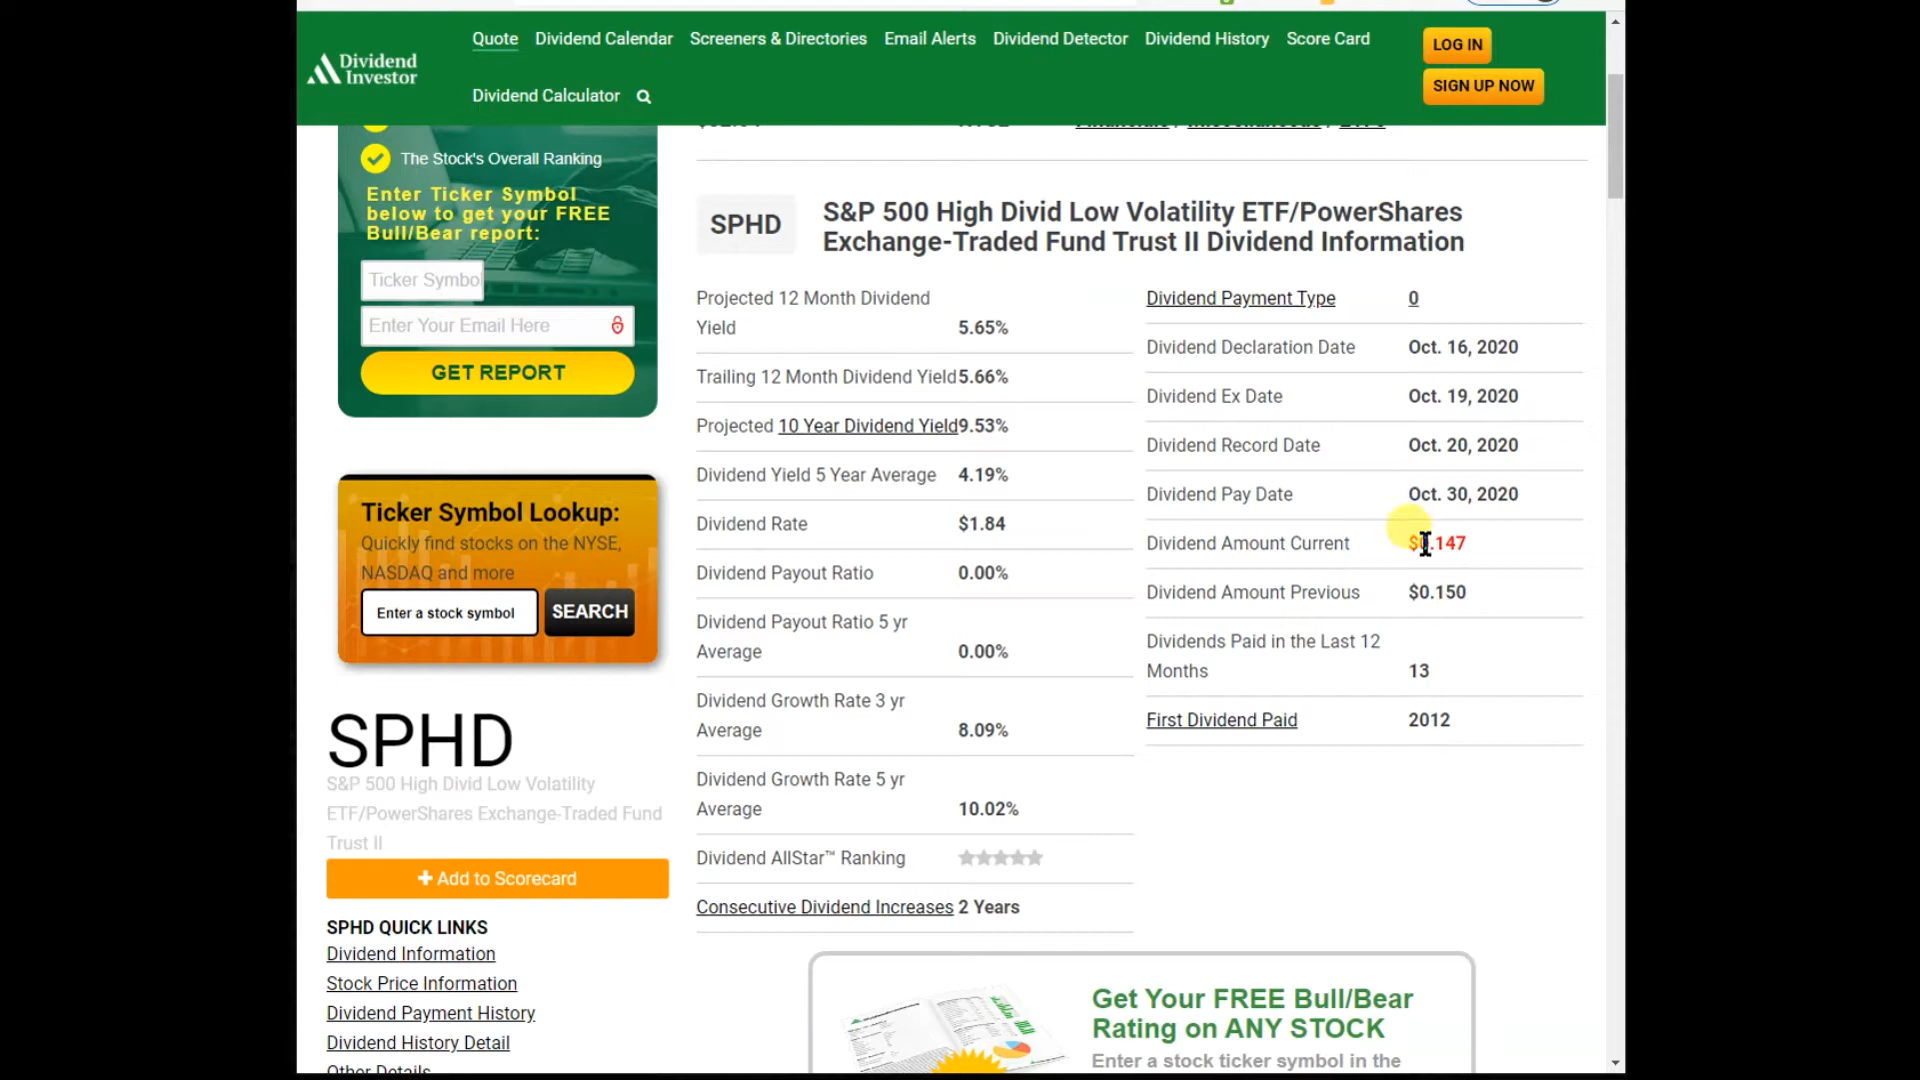 Quote
Dividend Calendar
Screeners & Directories
Email Alerts
Dividend Detector
Dividend History
Score Card
LOG IN
Dividend
Investor
SIGN UP NOW
Dividend Calculator
The Stock's Overall Ranking
Enter Ticker Symbol
below to get your FREE
Bull/Bear report:
Ticker Symbol
Enter Your Email Here
GET REPORT
Ticker Symbol Lookup:
Quickly find stocks on the NYSE,
NASDAQ and more
Enter a stock symbol
SEARCH
SPHD
S&P 500 High Divid Low Volatility
ETF/PowerShares Exchange-Traded Fund
Trust II
Add to Scorecard
SPHD QUICK LINKS
Dividend Information
Stock Price Information
Dividend Payment History
Dividend History Detail
Other Details
SPHD
S&P 500 High Divid Low Volatility ETF/PowerShares
Exchange-Traded Fund Trust II Dividend Information
Projected 12 Month Dividend
Yield 5.65%
Trailing 12 Month Dividend Yield 5.66%
Projected 10 Year Dividend Yield 9.53%
Dividend Yield 5 Year Average 4.19%
Dividend Rate $1.84
Dividend Payout Ratio 0.00%
Dividend Payout Ratio 5 yr
Average 0.00%
Dividend Growth Rate 3 yr
Average 8.09%
Dividend Growth Rate 5 yr
Average 10.02%
Dividend AllStar™ Ranking
Consecutive Dividend Increases 2 Years
Dividend Payment Type 0
Dividend Declaration Date Oct. 16, 2020
Dividend Ex Date Oct. 19, 2020
Dividend Record Date Oct. 20, 2020
Dividend Pay Date Oct. 30, 2020
Dividend Amount Current $0.147
Dividend Amount Previous $0.150
Dividends Paid in the Last 12
Months 13
First Dividend Paid 2012
Get Your FREE Bull/Bear
Rating on ANY STOCK
Enter a stock ticker symbol in the